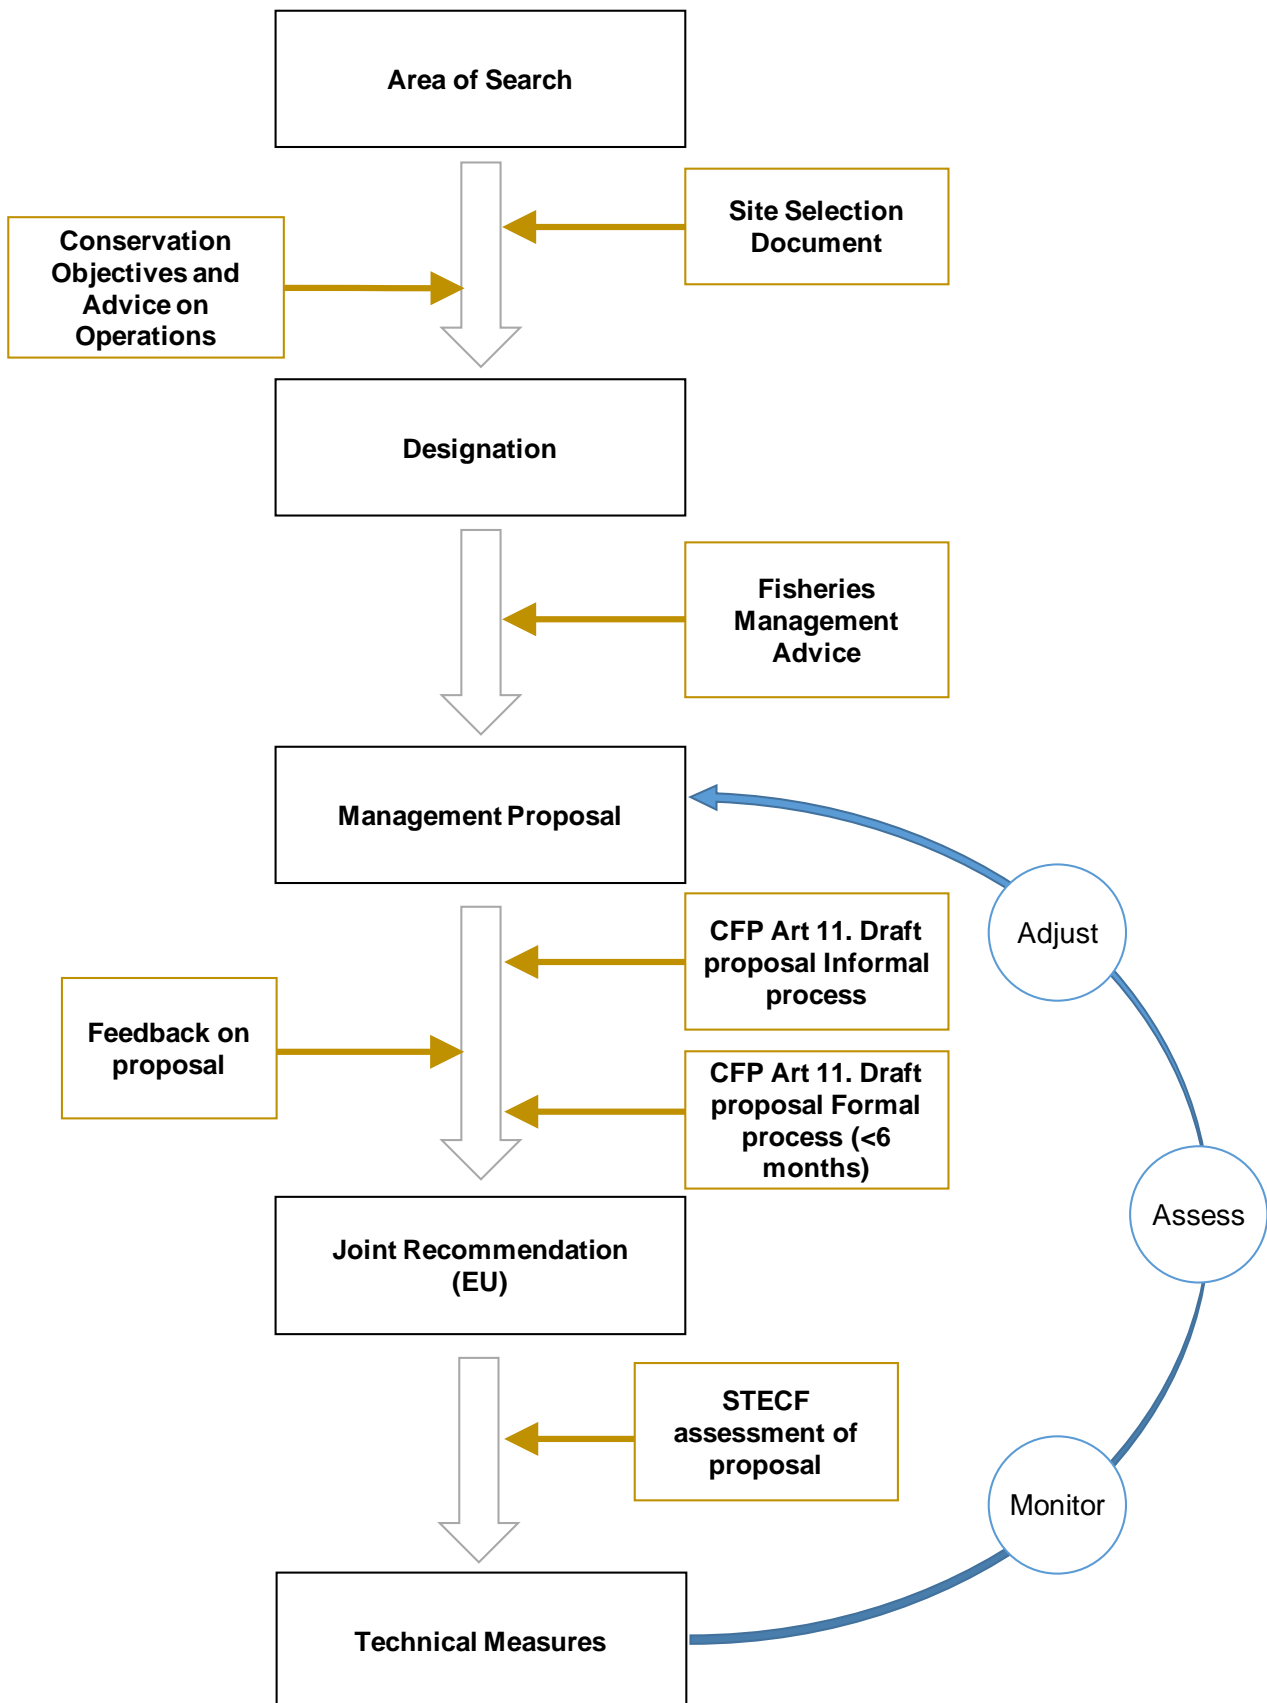 Area of Search
Site Selection
Document
Conservation
Objectives and
Advice on
Operations
Designation
Fisheries
Management
Advice
Management Proposal
CFP Art 11. Draft
proposal Informal
process
Adjust
Feedback on
proposal
CFP Art 11. Draft
proposal Formal
process (<6
months)
Assess
Joint Recommendation
(EU)
STECF
assessment of
proposal
Monitor
Technical Measures